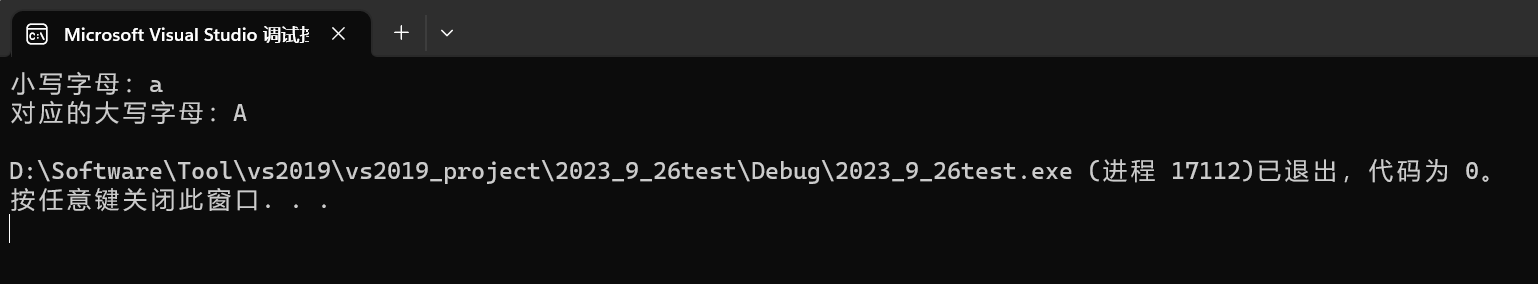 Microsoft Visual Studio 调试
小写字母：a
对应的大写字母：A
D:\Software\Tool\vs2019\vs2019_project\2023_9_26test\Debug\2023_9_26test.exe (进程 17112)已退出，代码为 0。
按任意键关闭此窗口. . .